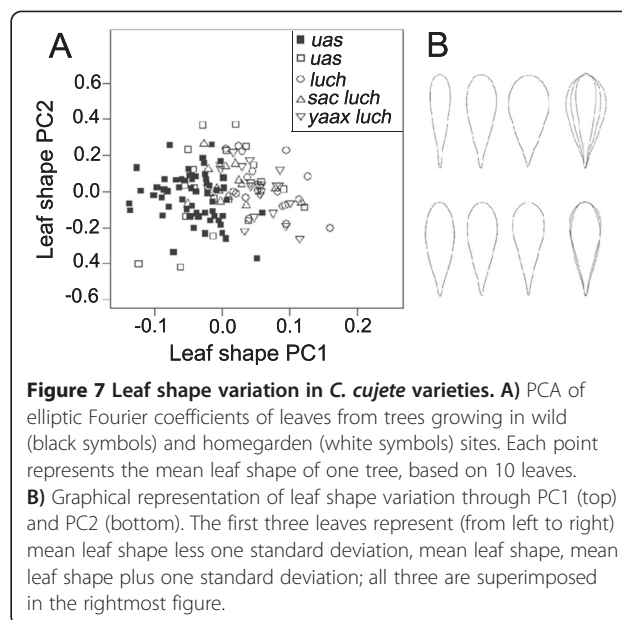 A
B
uas
uas
luch
sac luch
yaax luch
Leaf shape PC2
0.6
0.4
0.2
0.0
-0.2
0.4
-0.6
-0.1
0.0
0.1
0.2
Leaf shape PC1
Figure 7 Leaf shape variation in C. cujete varieties. A) PCA of
elliptic Fourier coefficients of leaves from trees growing in wild
(black symbols) and homegarden (white symbols) sites. Each point
represents the mean leaf shape of one tree, based on 10 leaves.
B) Graphical representation of leaf shape variation through PC1 (top)
and PC2 (bottom). The first three leaves represent (from left to right)
mean leaf shape less one standard deviation, mean leaf shape, mean
leaf shape plus one standard deviation; all three are superimposed
in the rightmost figure.